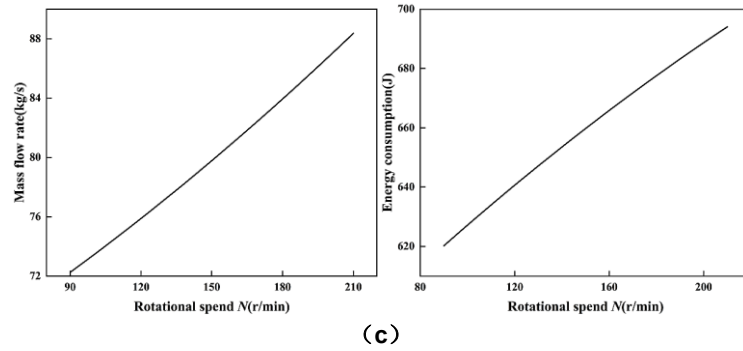 88
84
80
76
72
Mass flow rate(kg/s)
90 120 150 180 210
Rotational spend N(r/min)
700
680
660
640
620
Energy consumption(J)
80 120 160 200
Rotational spend N(r/min)
（c）